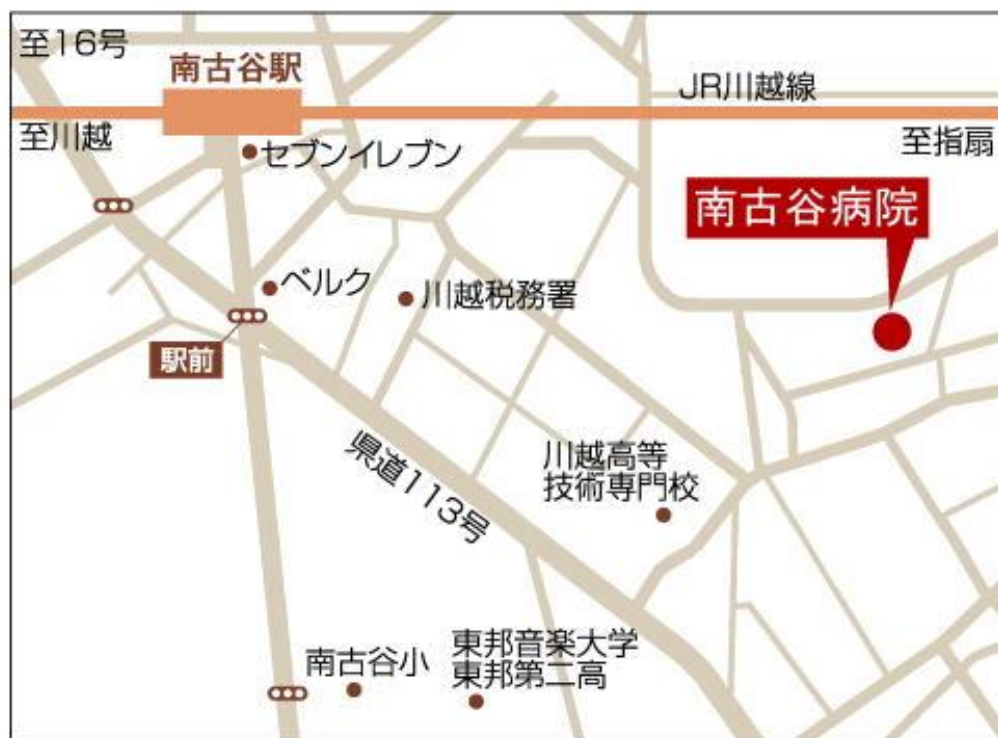 至16号
南古谷駅
JR川越線
至川越
セブンイレブン
至指扇
南古谷病院
ベルク
川越税務署
駅前
県道113号
川越高等
技術専門校
東邦音楽大学
東邦第二高
南古谷小